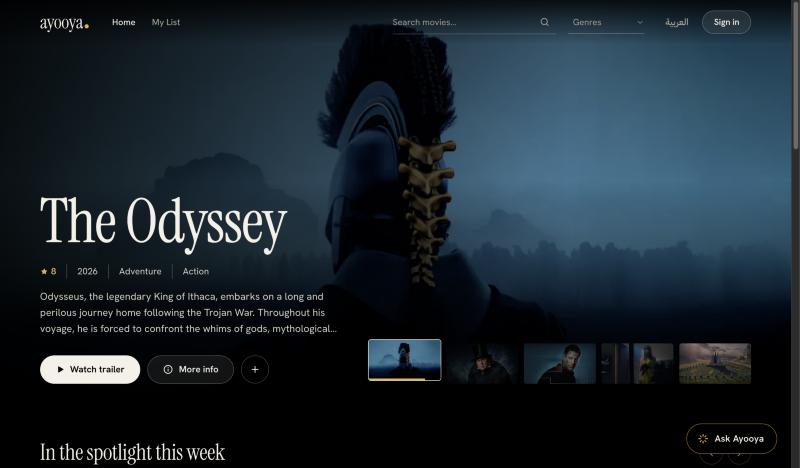 ayooya
Home
My List
Search movies...
Genres
العربية
Sign in
The Odyssey
8
2026
Adventure
Action
Odysseus, the legendary King of Ithaca, embarks on a long and
perilous journey home following the Trojan War. Throughout his
voyage, he is forced to confront the whims of gods, mythological...
Watch trailer
More info
In the spotlight this week
Ask Ayooya